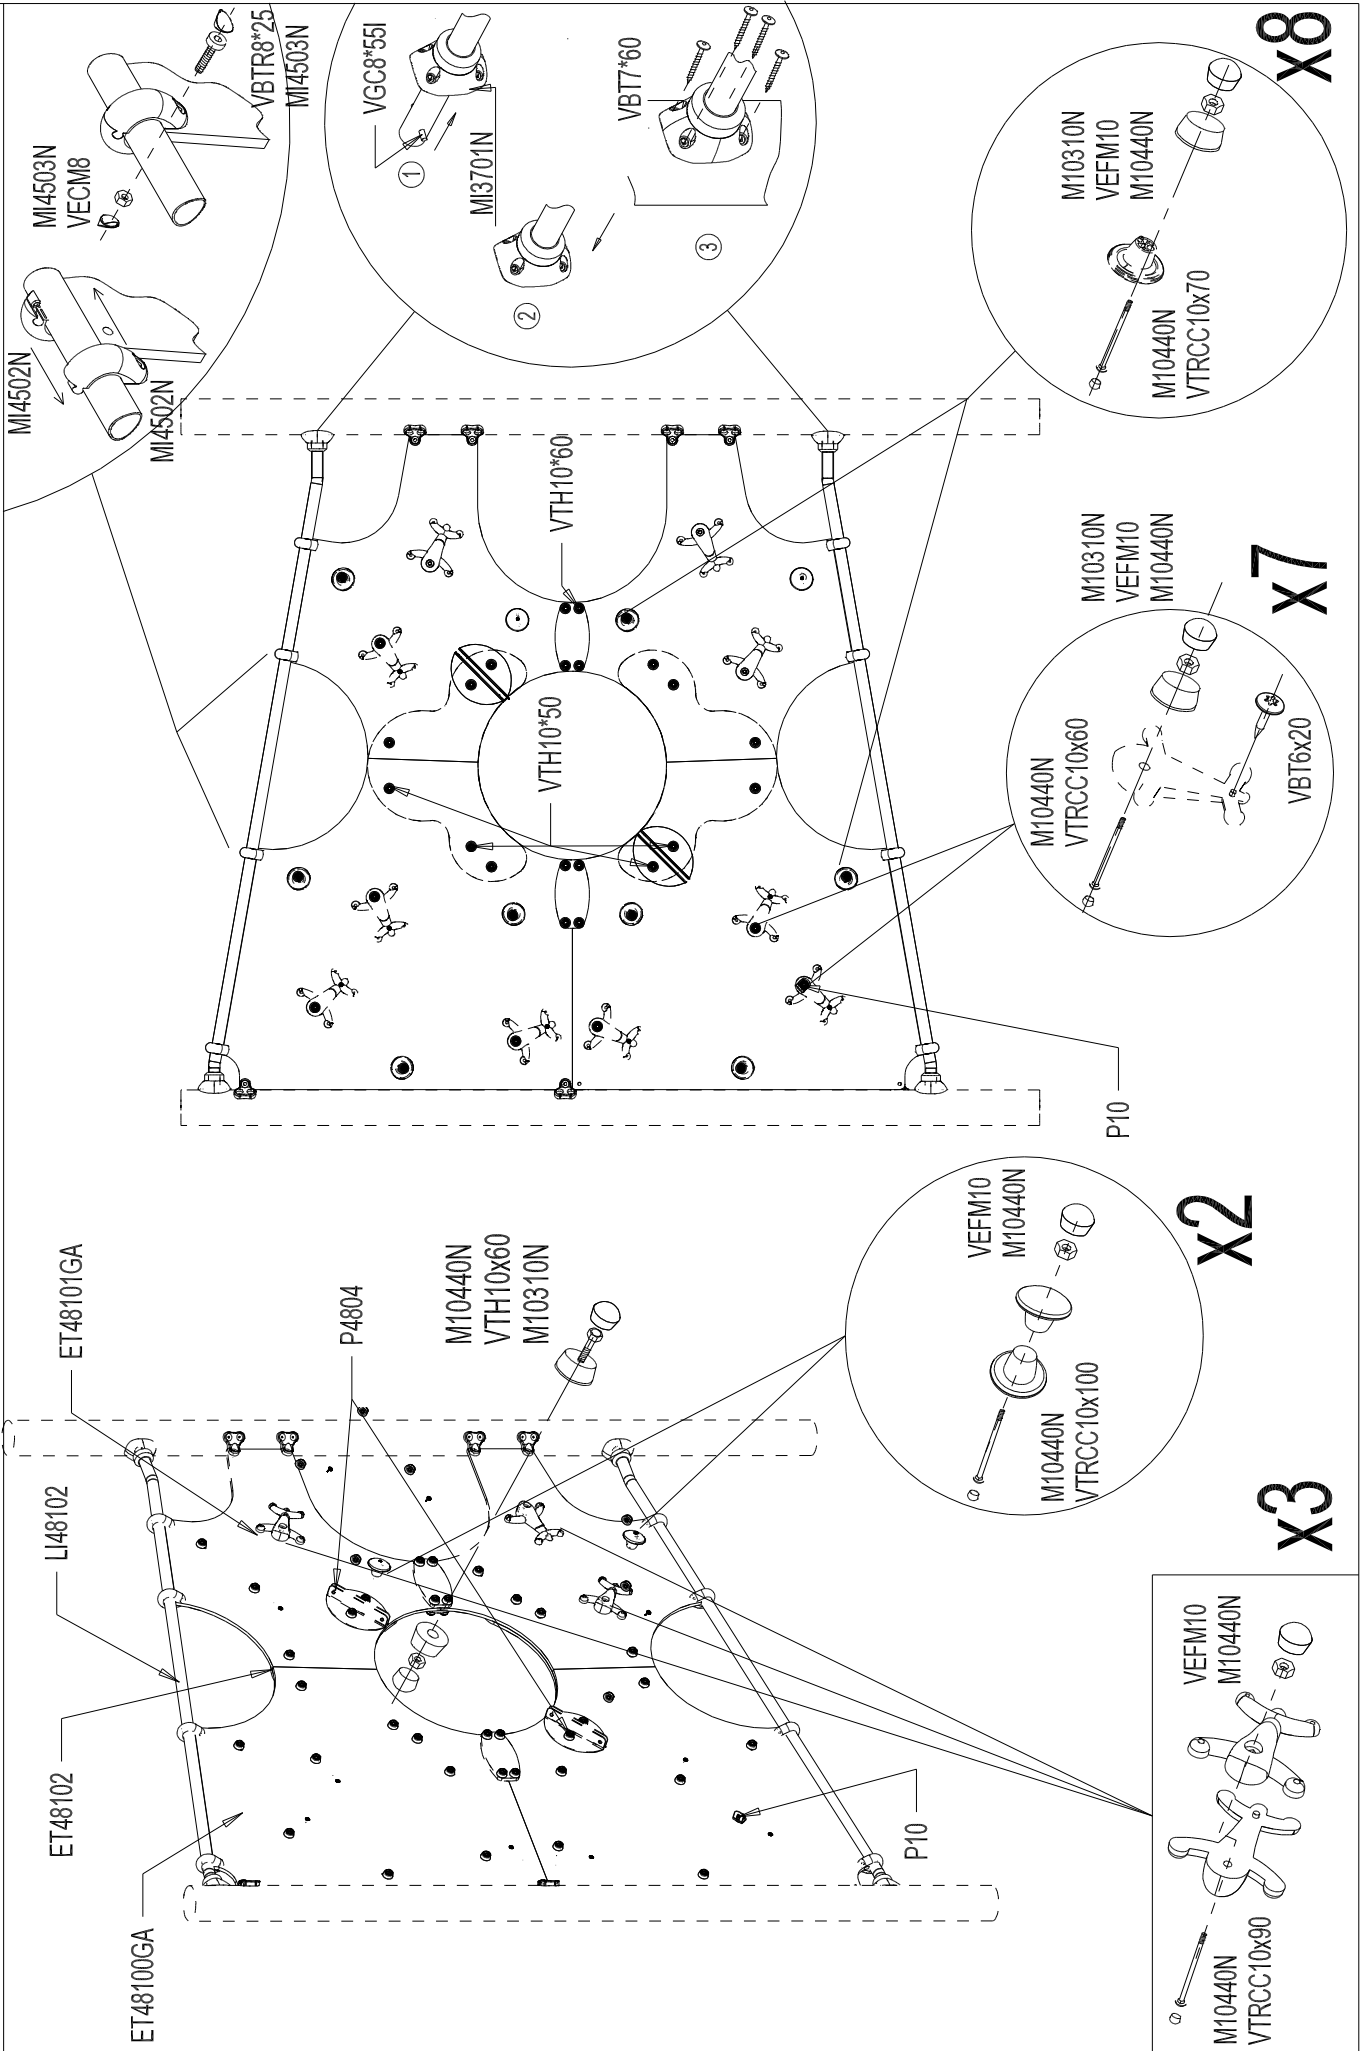 ET48100GA
ET48102
LI48102
ET48101GA
P4804
M10440N
VTH10x60
M10310N
P10
VEFM10
M10440N
M10440N
VTRCC10x90
X3
VEFM10
M10440N
M10440N
VTRCC10x100
X2
MI4502N
MI4502N
MI4503N
VECM8
VBTR8*25
MI4503N
VGC8*55I
1
MI3701N
2
VBT7*60
3
VTH10*60
VTH10*50
P10
M10440N
VTRCC10x60
M10310N
VEFM10
M10440N
VBT6x20
X7
M10310N
VEFM10
M10440N
M10440N
VTRCC10x70
X8